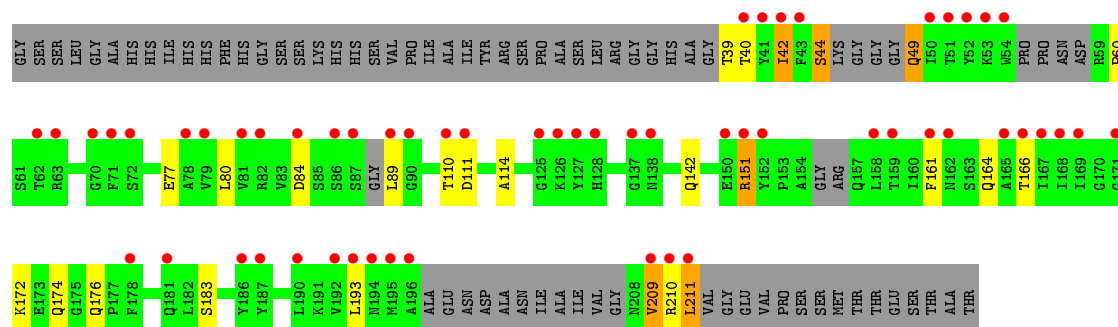 GLY SER SER LEU GLY ALA HIS HIS ILE HIS HIS PHE HIS GLY SER SER LYS HIS HIS SER VAL PRO ILE ALA ILE TYR ARG SER PRO ALA SER LEU ARG GLY GLY HIS ALA GLY T39 T40 Y41 I42 F43 S44 LYS GLY GLY GLY Q49 I50 T51 Y52 K53 W54 PRO PRO ASN ASP R59 P60
S61 T62 R63 G70 F71 S72 E77 A78 V79 L80 V81 R82 V83 D84 S85 S86 S87 GLY L89 G90 T110 D111 A114 G125 K126 Y127 H128 G137 N138 Q142 E150 R151 Y152 P153 A154 GLY ARG Q157 L158 T159 I160 F161 N162 S163 Q164 A165 T166 I167 I168 I169 G170 G171
K172 E173 Q174 G175 Q176 P177 F178 Q181 L182 S183 Y186 Y187 L190 K191 V192 L193 N194 M195 A196 ALA GLU ASN ASP ALA ASN ILE ALA ILE VAL GLY N208 V209 R210 L211 VAL GLY GLU VAL PRO SER SER MET THR THR GLU SER THR ALA THR